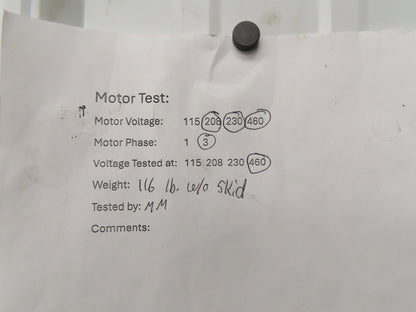 Motor Test:
Motor Voltage: 115 208 230 460
Motor Phase: 1 3
Voltage Tested at: 115 208 230 460
Weight: 116 lb. w/o skid
Tested by: MM
Comments: